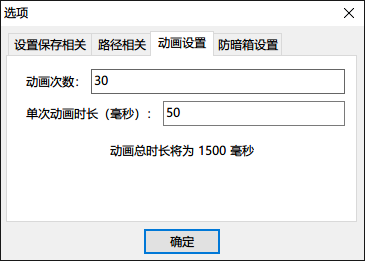 选项
设置保存相关 路径相关 动画设置 防暗箱设置
动画次数： 30
单次动画时长（毫秒）： 50
动画总时长将为 1500 毫秒
确定